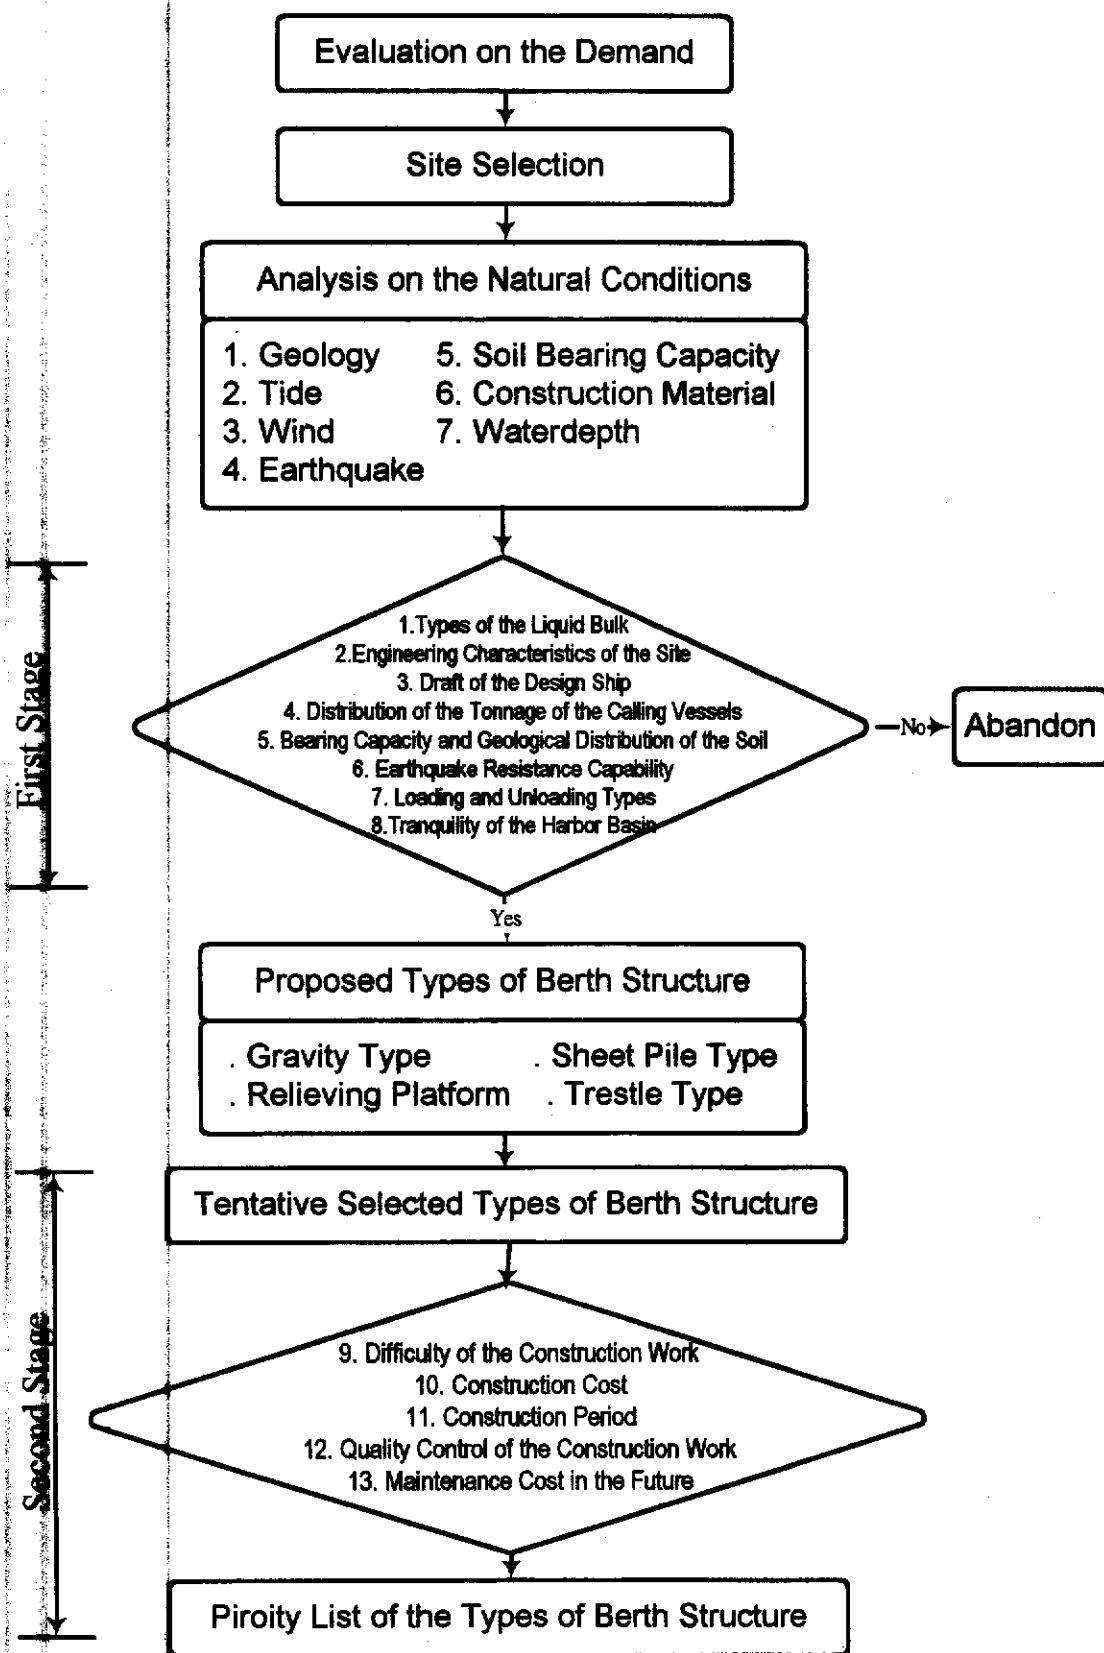 Evaluation on the Demand
Site Selection
Analysis on the Natural Conditions
1. Geology 5. Soil Bearing Capacity
2. Tide 6. Construction Material
3. Wind 7. Waterdepth
4. Earthquake
First Stage
1.Types of the Liquid Bulk
2.Engineering Characteristics of the Site
3. Draft of the Design Ship
4. Distribution of the Tonnage of the Calling Vessels
5. Bearing Capacity and Geological Distribution of the Soil
6. Earthquake Resistance Capability
7. Loading and Unloading Types
8.Tranquility of the Harbor Basin
No
Abandon
Yes
Proposed Types of Berth Structure
. Gravity Type . Sheet Pile Type
. Relieving Platform . Trestle Type
Second Stage
Tentative Selected Types of Berth Structure
9. Difficulty of the Construction Work
10. Construction Cost
11. Construction Period
12. Quality Control of the Construction Work
13. Maintenance Cost in the Future
Piroity List of the Types of Berth Structure